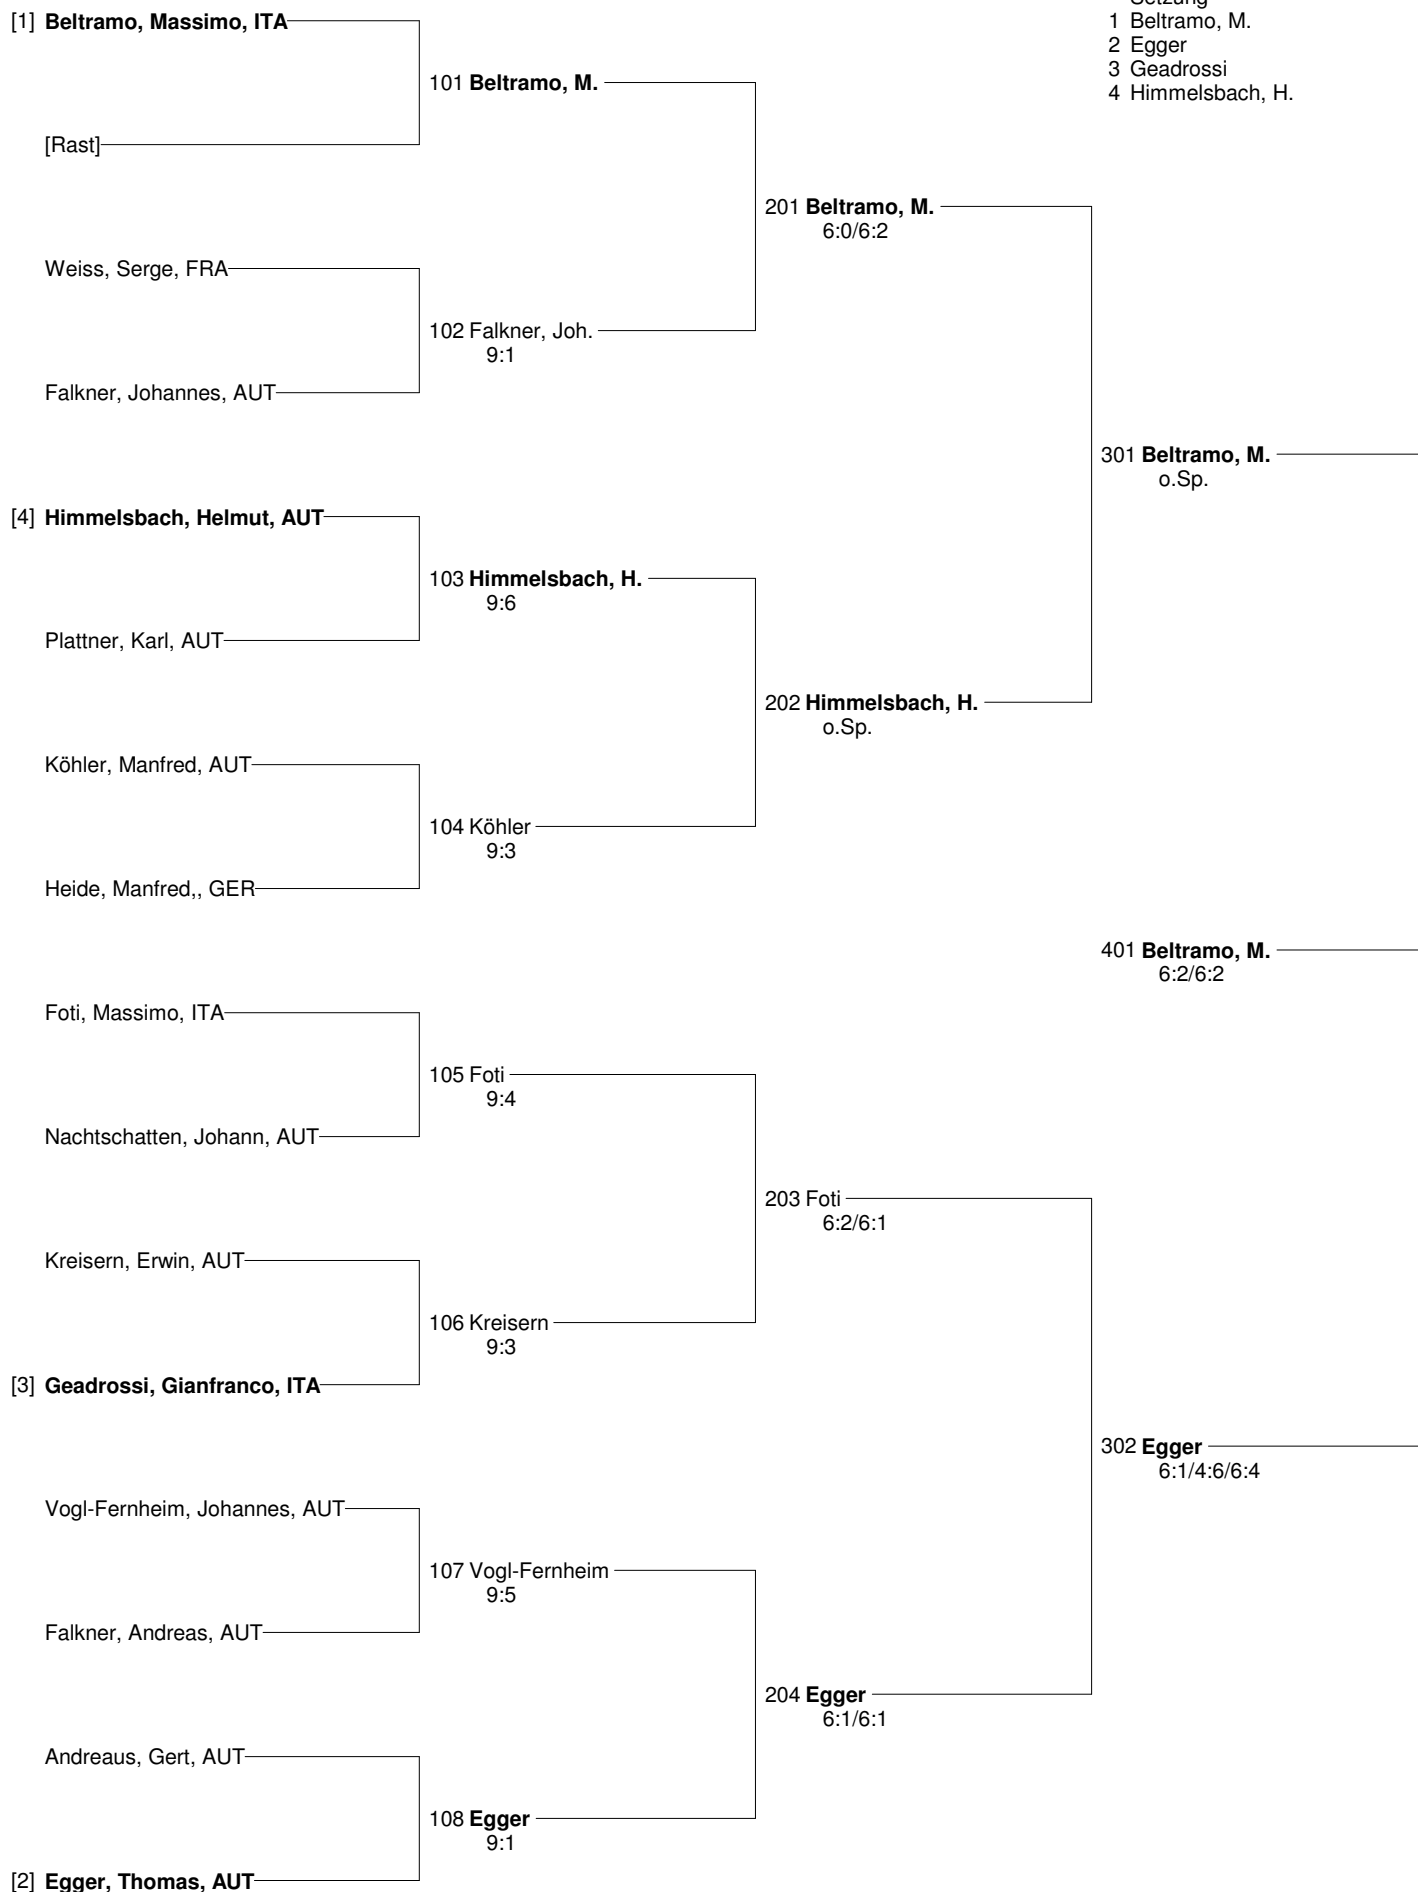 Setzung
[1] Beltramo, Massimo, ITA
1 Beltramo, M.
2 Egger
3 Geadrossi
4 Himmelsbach, H.
101 Beltramo, M.
[Rast]
201 Beltramo, M.
6:0/6:2
Weiss, Serge, FRA
102 Falkner, Joh.
9:1
Falkner, Johannes, AUT
301 Beltramo, M.
o.Sp.
[4] Himmelsbach, Helmut, AUT
103 Himmelsbach, H.
9:6
Plattner, Karl, AUT
202 Himmelsbach, H.
o.Sp.
Köhler, Manfred, AUT
104 Köhler
9:3
Heide, Manfred,, GER
401 Beltramo, M.
6:2/6:2
Foti, Massimo, ITA
105 Foti
9:4
Nachtschatten, Johann, AUT
203 Foti
6:2/6:1
Kreisern, Erwin, AUT
106 Kreisern
9:3
[3] Geadrossi, Gianfranco, ITA
302 Egger
6:1/4:6/6:4
Vogl-Fernheim, Johannes, AUT
107 Vogl-Fernheim
9:5
Falkner, Andreas, AUT
204 Egger
6:1/6:1
Andreaus, Gert, AUT
108 Egger
9:1
[2] Egger, Thomas, AUT